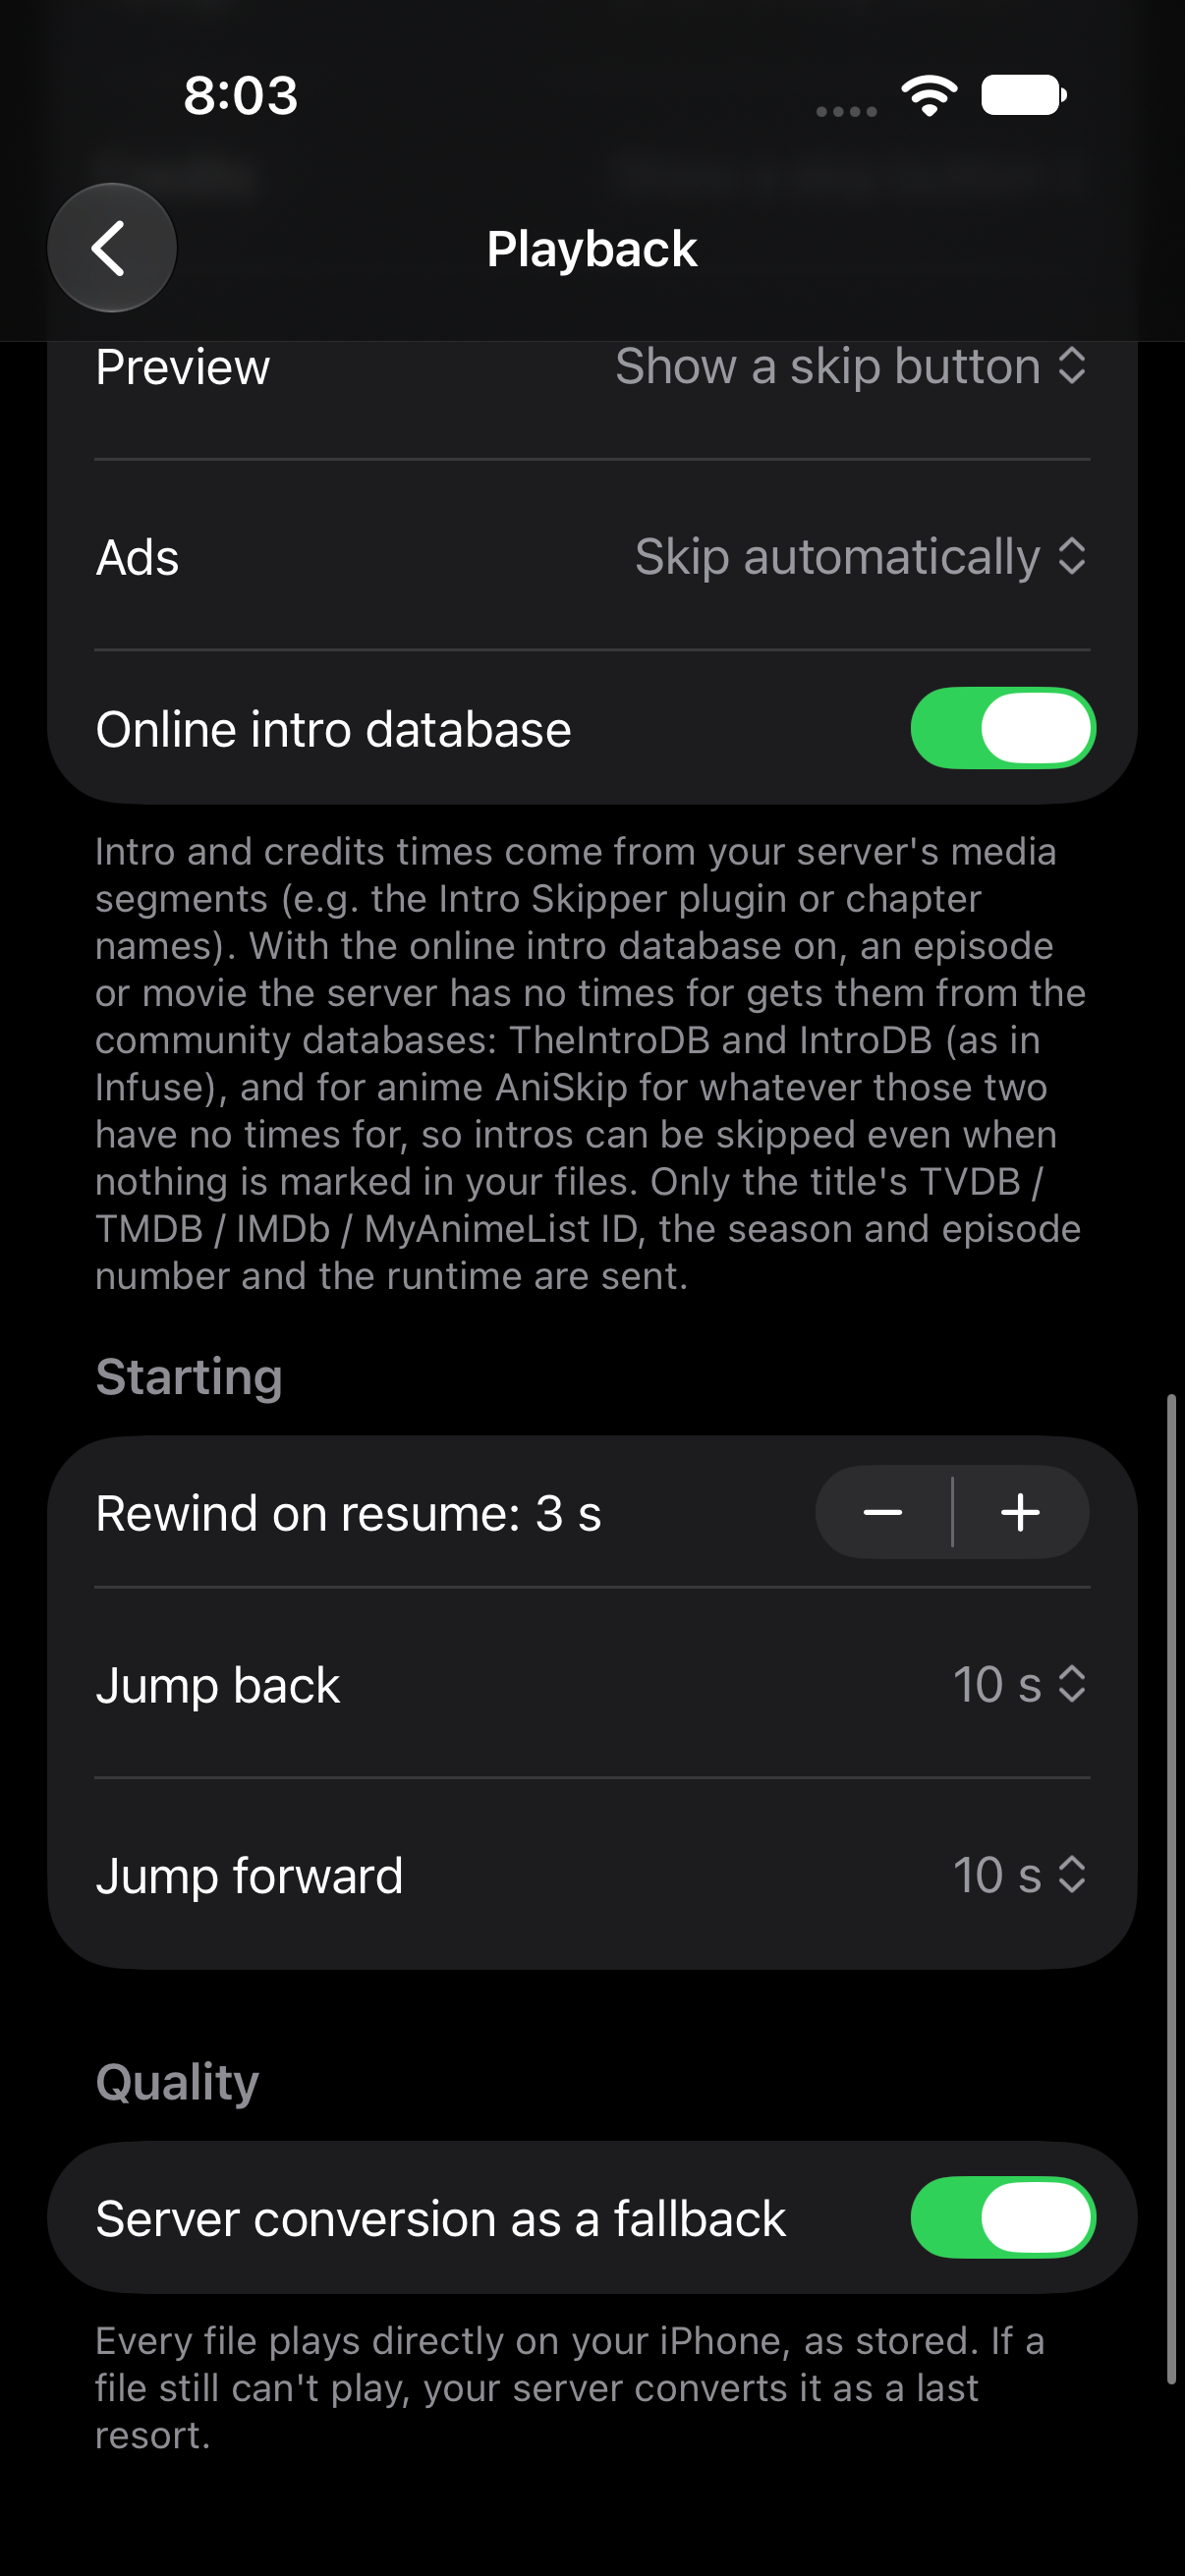 8:03
Playback
Preview
Show a skip button
Ads
Skip automatically
Online intro database
Intro and credits times come from your server's media
segments (e.g. the Intro Skipper plugin or chapter
names). With the online intro database on, an episode
or movie the server has no times for gets them from the
community databases: TheIntroDB and IntroDB (as in
Infuse), and for anime AniSkip for whatever those two
have no times for, so intros can be skipped even when
nothing is marked in your files. Only the title's TVDB /
TMDB / IMDb / MyAnimeList ID, the season and episode
number and the runtime are sent.
Starting
Rewind on resume: 3 s
Jump back
10 s
Jump forward
10 s
Quality
Server conversion as a fallback
Every file plays directly on your iPhone, as stored. If a
file still can't play, your server converts it as a last
resort.